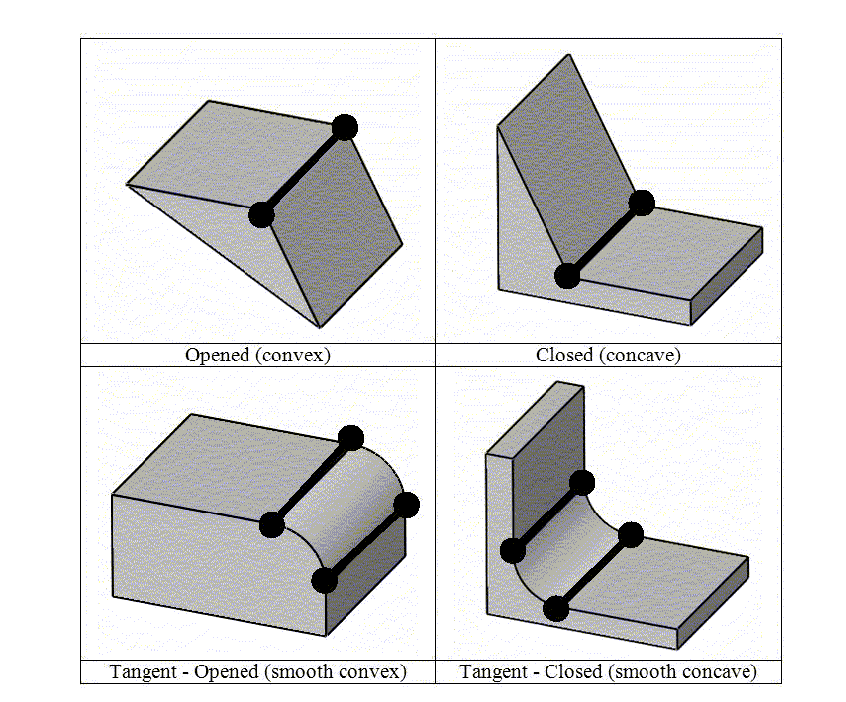 Opened (convex)
Closed (concave)
Tangent - Opened (smooth convex)
Tangent - Closed (smooth concave)